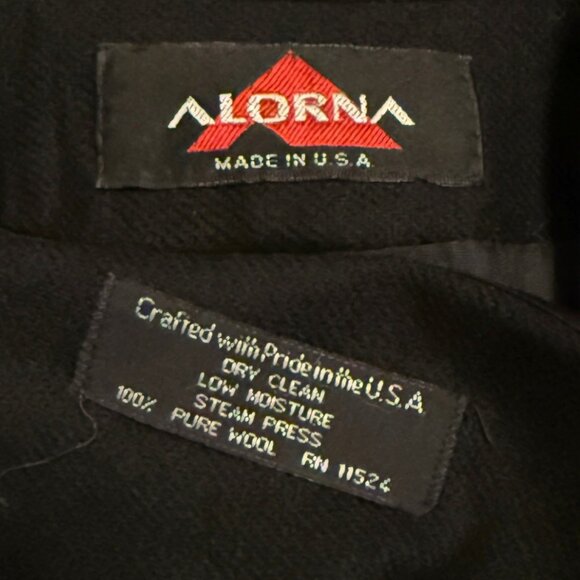 ALORNA
MADE IN U.S.A.
Crafted with Pride in the U.S.A
DRY CLEAN
LOW MOISTURE
STEAM PRESS
100% PURE WOOL RN 11524